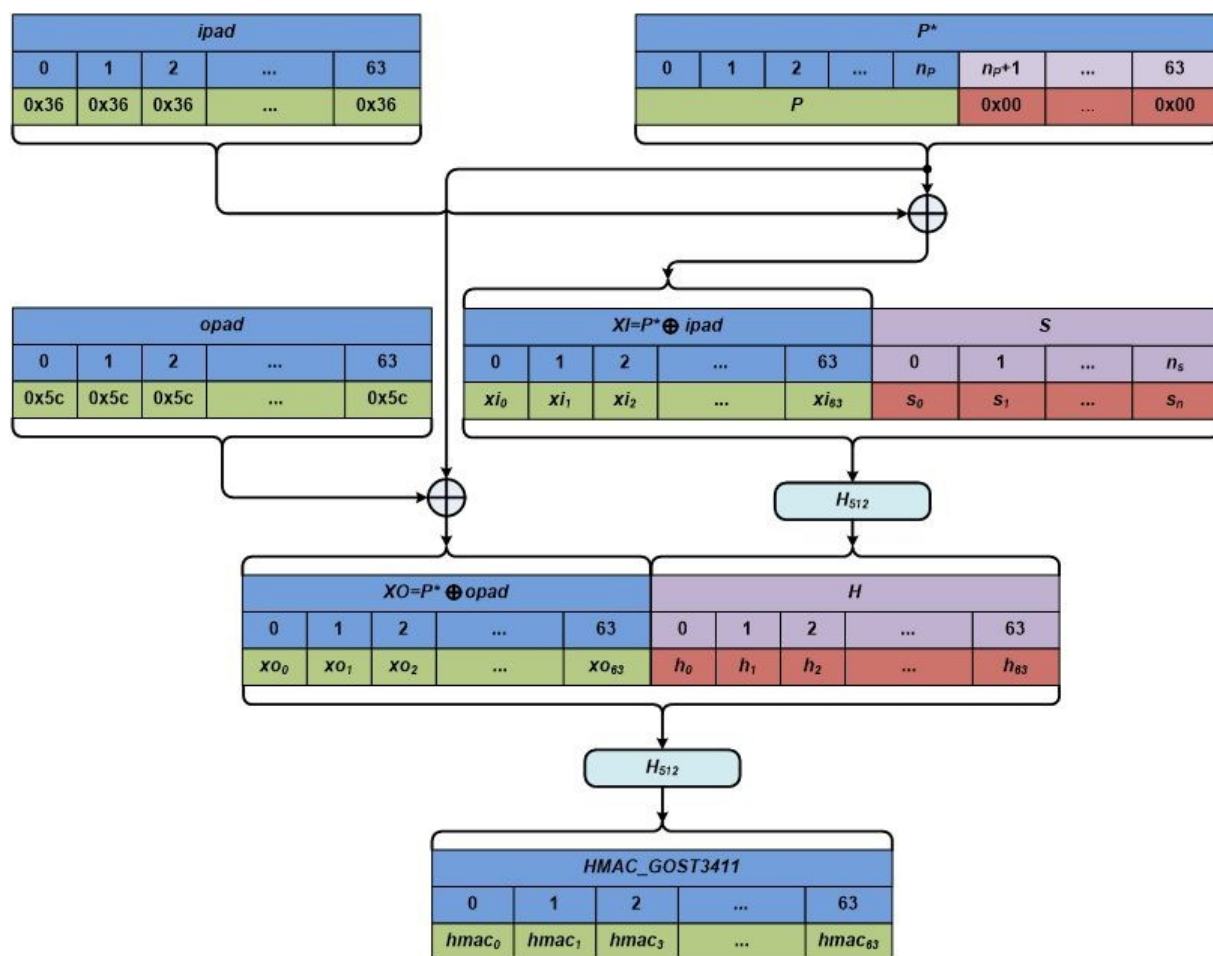 ipad
0 1 2 ... 63
0x36 0x36 0x36 ... 0x36
P*
0 1 2 ... nₚ nₚ+1 ... 63
P 0x00 ... 0x00
opad
0 1 2 ... 63
0x5c 0x5c 0x5c ... 0x5c
XI=P*⊕ ipad S
0 1 2 ... 63 0 1 ... nₛ
xi₀ xi₁ xi₂ ... xi₆₃ s₀ s₁ ... sₙ
H₅₁₂
XO=P* ⊕opad H
0 1 2 ... 63 0 1 2 ... 63
xo₀ xo₁ xo₂ ... xo₆₃ h₀ h₁ h₂ ... h₆₃
H₅₁₂
HMAC_GOST3411
0 1 2 ... 63
hmac₀ hmac₁ hmac₃ ... hmac₆₃